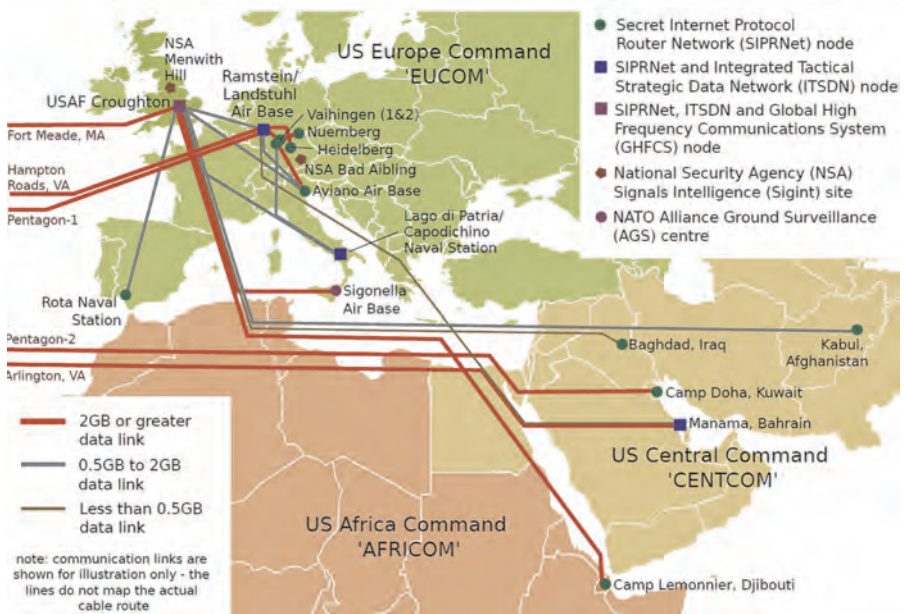 NSA
Menwith
Hill
USAF Croughton
Ramstein/
Landstuhl
Air Base
US Europe Command
'EUCOM'
Vaihingen (1&2)
Nuernberg
Heidelberg
NSA Bad Aibling
Aviano Air Base
Fort Meade, MA
Hampton
Roads, VA
Pentagon-1
Lago di Patria/
Capodichino
Naval Station
Rota Naval
Station
Sigonella
Air Base
Pentagon-2
Arlington, VA
Baghdad, Iraq
Kabul,
Afghanistan
Camp Doha, Kuwait
Manama, Bahrain
US Central Command
'CENTCOM'
US Africa Command
'AFRICOM'
Camp Lemonnier, Djibouti
Secret Internet Protocol
Router Network (SIPRNet) node
SIPRNet and Integrated Tactical
Strategic Data Network (ITSDN) node
SIPRNet, ITSDN and Global High
Frequency Communications System
(GHFCS) node
National Security Agency (NSA)
Signals Intelligence (Sigint) site
NATO Alliance Ground Surveillance
(AGS) centre
2GB or greater
data link
0.5GB to 2GB
data link
Less than 0.5GB
data link
note: communication links are
shown for illustration only - the
lines do not map the actual
cable route